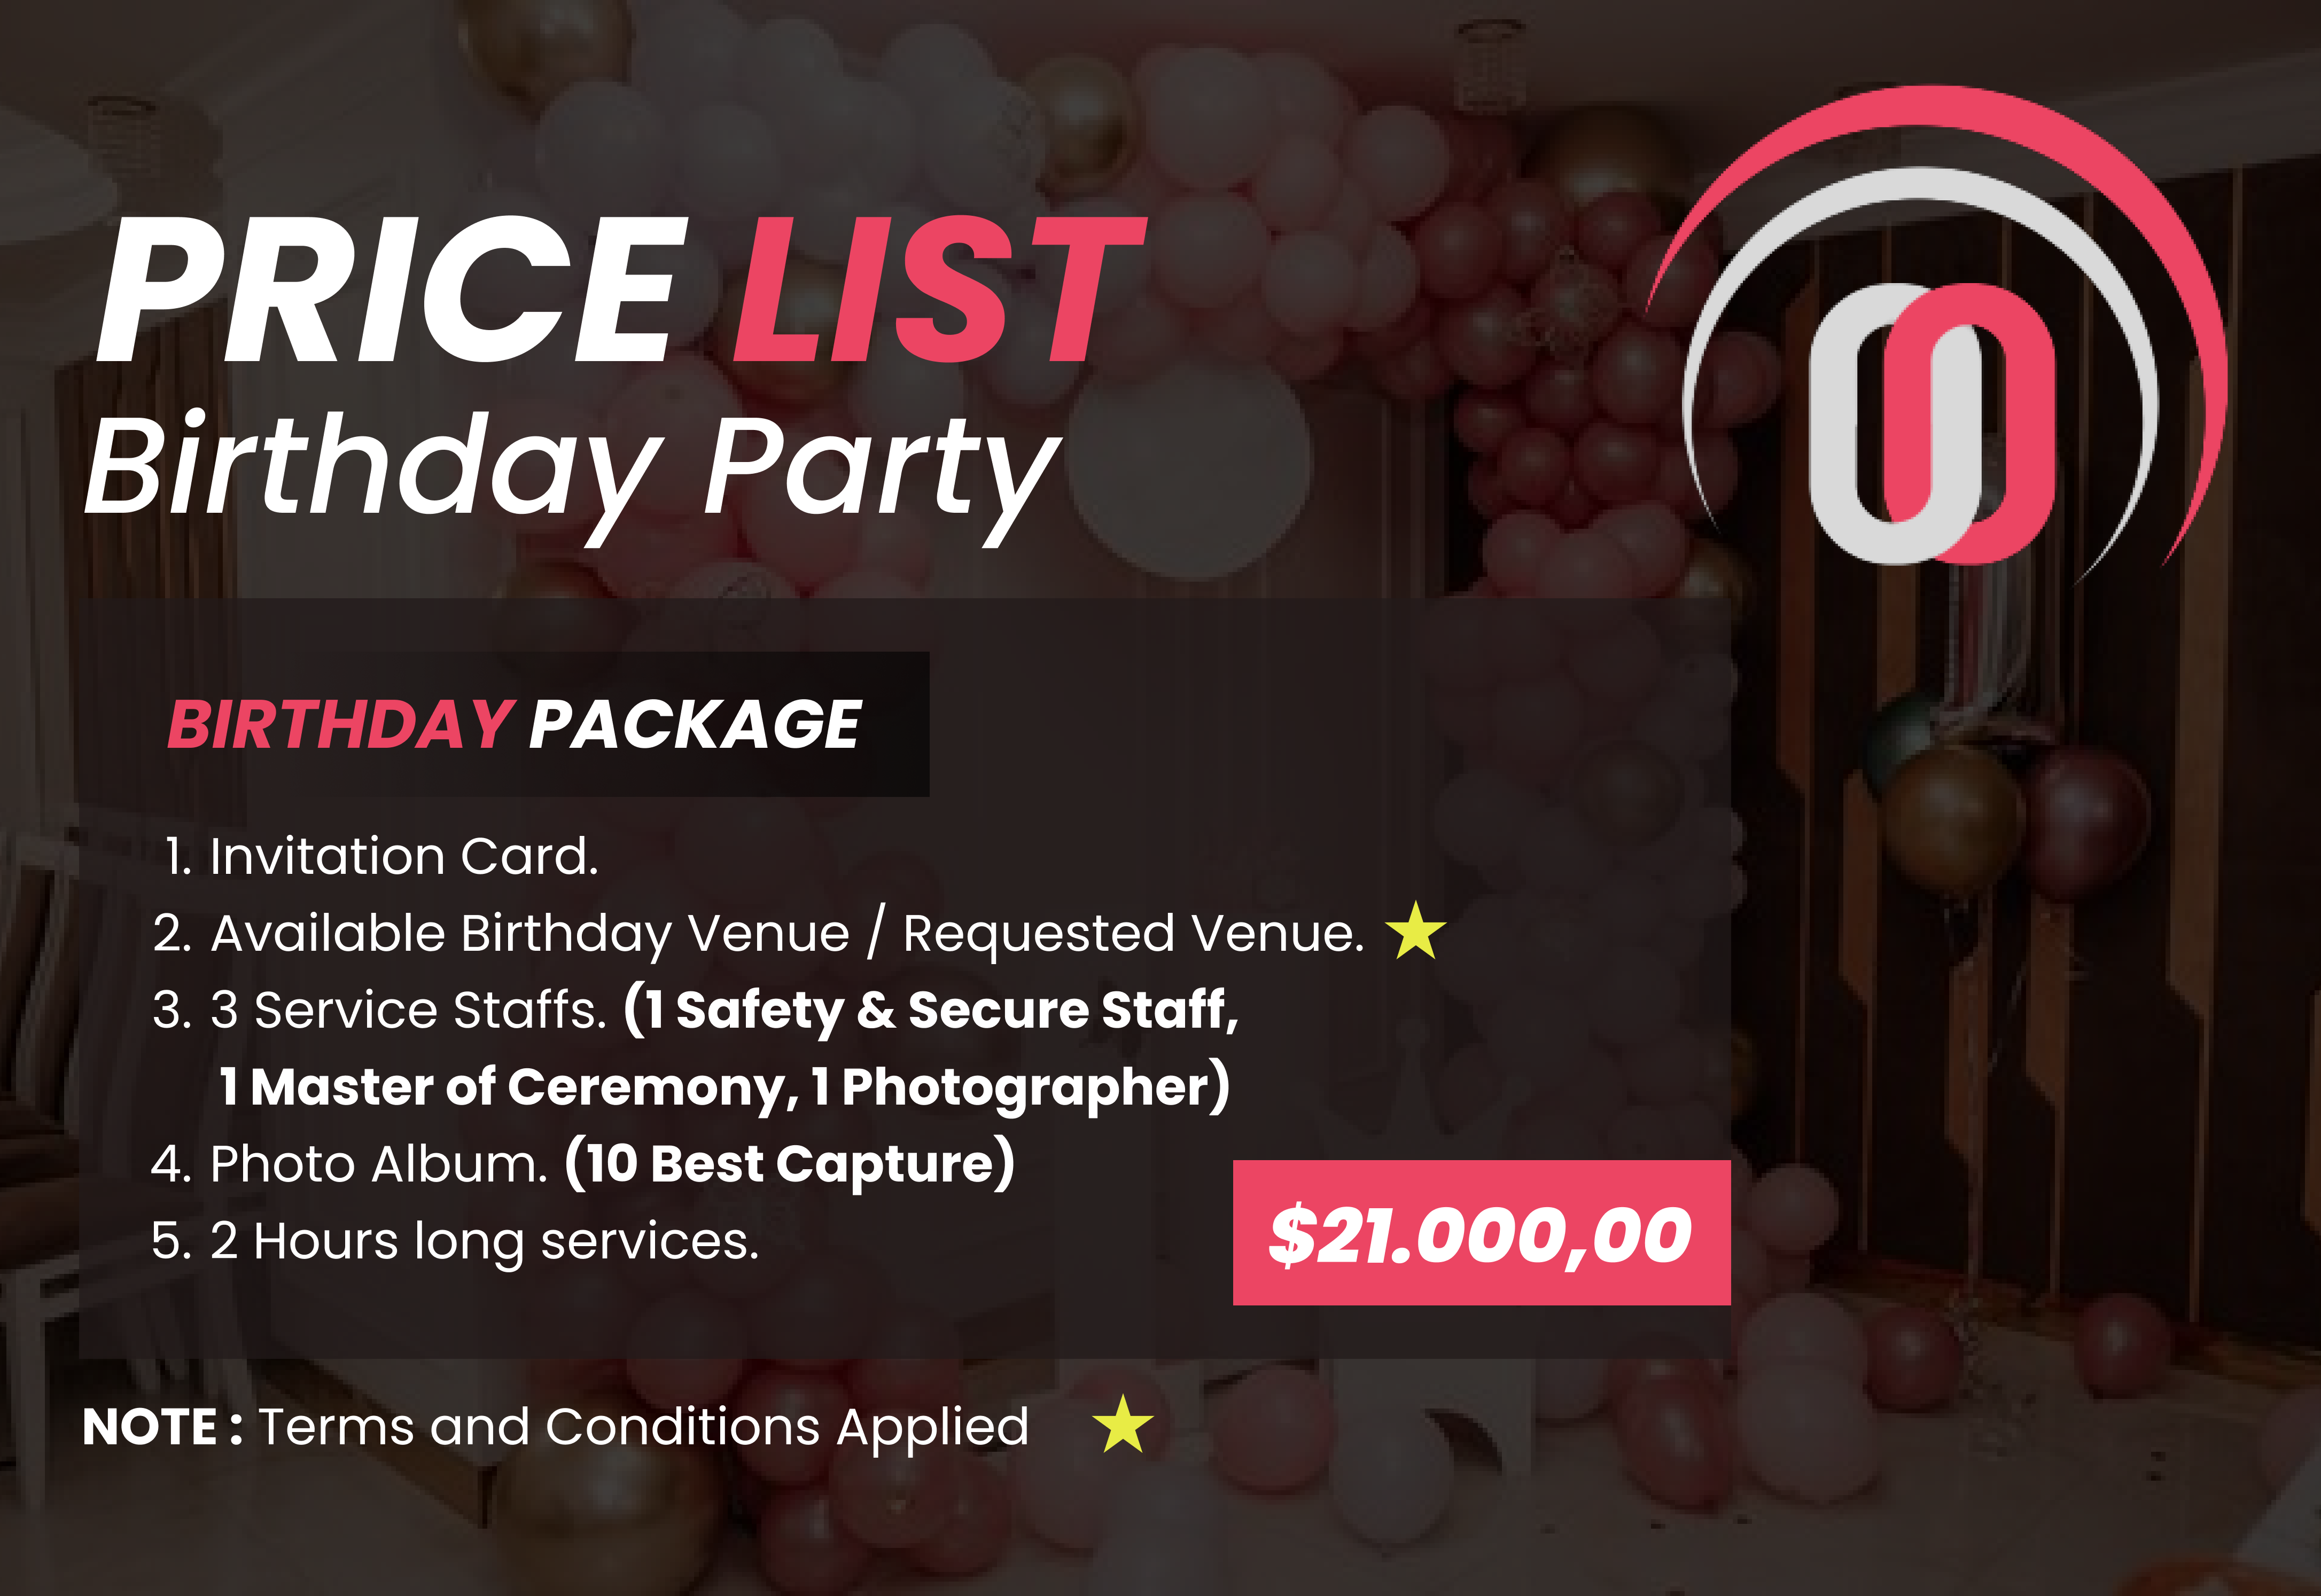 PRICE LIST
Birthday Party
BIRTHDAY PACKAGE
1. Invitation Card.
2. Available Birthday Venue / Requested Venue.
3. 3 Service Staffs. (1 Safety & Secure Staff,
1 Master of Ceremony, 1 Photographer)
4. Photo Album. (10 Best Capture)
5. 2 Hours long services.
$21.000,00
NOTE : Terms and Conditions Applied